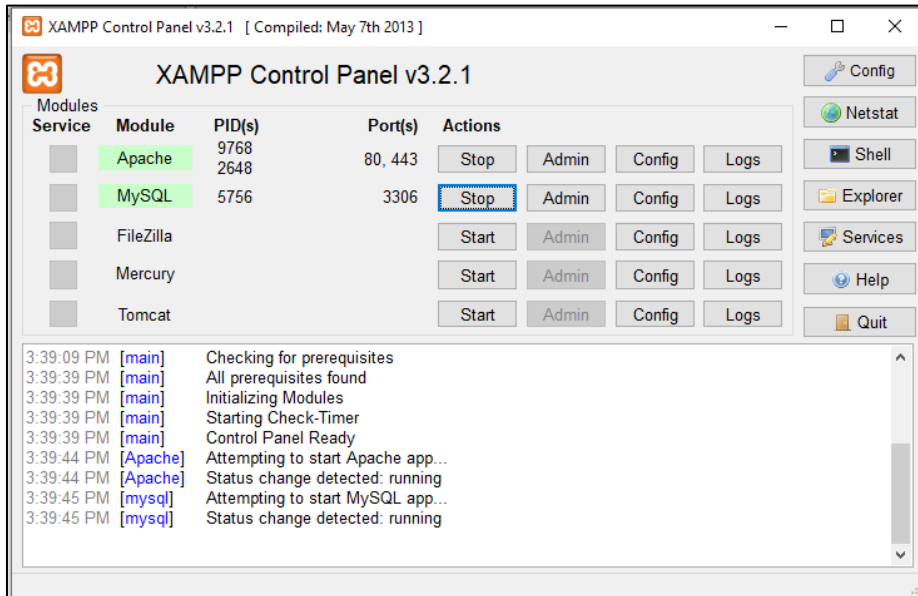 XAMPP Control Panel v3.2.1 [ Compiled: May 7th 2013 ]
XAMPP Control Panel v3.2.1
Config
Modules
Service Module PID(s) Port(s) Actions
Netstat
Apache 9768 2648 80, 443 Stop Admin Config Logs
Shell
MySQL 5756 3306 Stop Admin Config Logs
Explorer
FileZilla Start Admin Config Logs
Services
Mercury Start Admin Config Logs
Help
Tomcat Start Admin Config Logs
Quit
3:39:09 PM [main] Checking for prerequisites
3:39:39 PM [main] All prerequisites found
3:39:39 PM [main] Initializing Modules
3:39:39 PM [main] Starting Check-Timer
3:39:39 PM [main] Control Panel Ready
3:39:44 PM [Apache] Attempting to start Apache app...
3:39:44 PM [Apache] Status change detected: running
3:39:45 PM [mysql] Attempting to start MySQL app...
3:39:45 PM [mysql] Status change detected: running